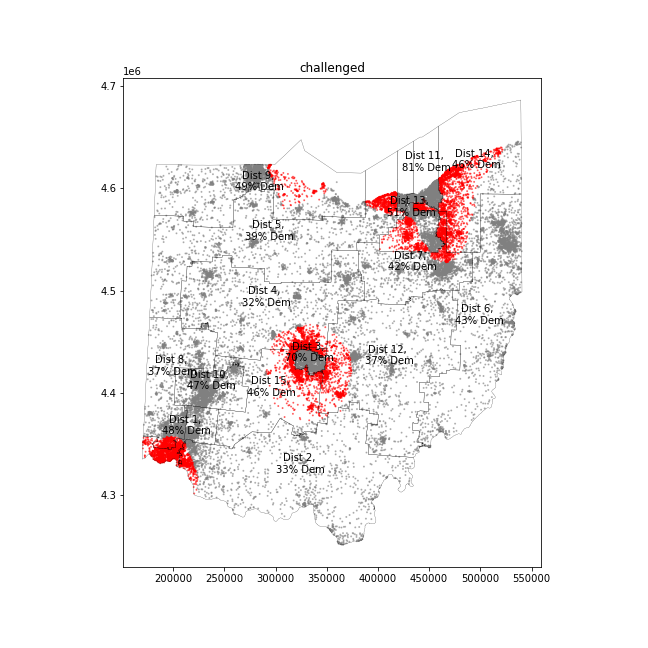 challenged
1e6
4.7
4.6
4.5
4.4
4.3
Dist 11,
81% Dem
Dist 14,
46% Dem
Dist 9,
49% Dem
Dist 13,
51% Dem
Dist 5,
39% Dem
Dist 7,
42% Dem
Dist 4,
32% Dem
Dist 6,
43% Dem
Dist 3,
70% Dem
Dist 12,
37% Dem
Dist 8,
37% Dem
Dist 10,
47% Dem
Dist 15,
46% Dem
Dist 1,
48% Dem
Dist 2,
33% Dem
200000 250000 300000 350000 400000 450000 500000 550000